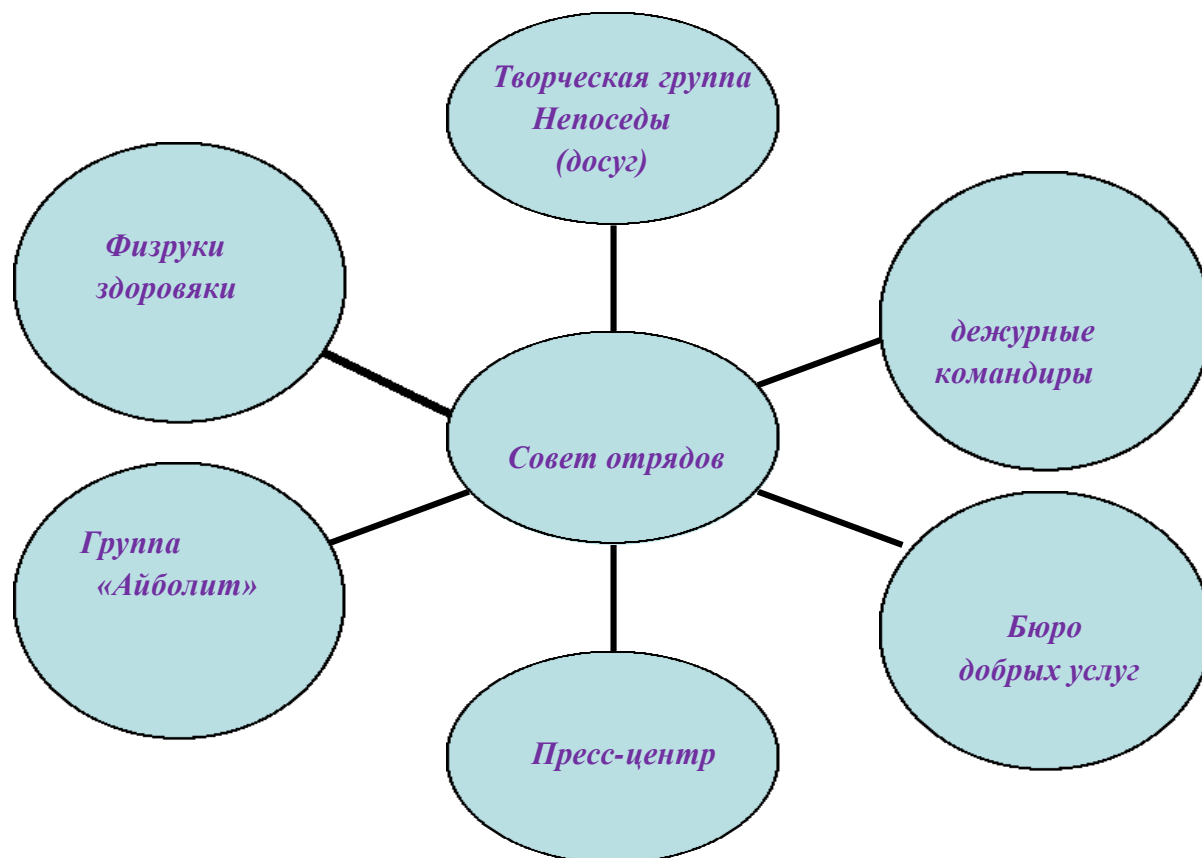 Творческая группа
Непоседы
(досуг)
Физруки
здоровяки
дежурные
командиры
Совет отрядов
Группа
«Айболит»
Бюро
добрых услуг
Пресс-центр